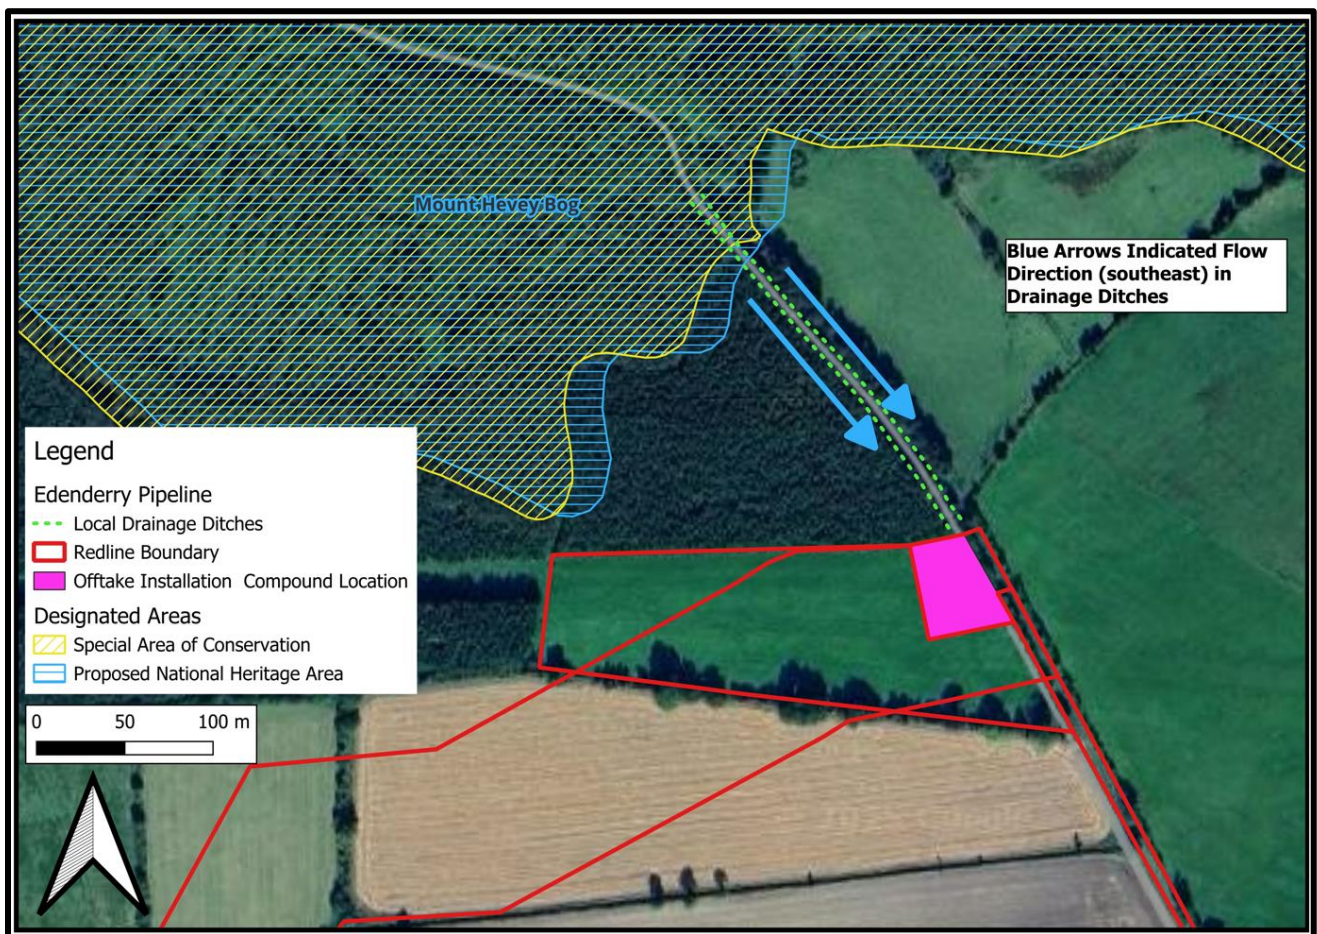 Mount Hevey Bog
Blue Arrows Indicated Flow
Direction (southeast) in
Drainage Ditches
Legend
Edenderry Pipeline
Local Drainage Ditches
Redline Boundary
Offtake Installation Compound Location
Designated Areas
Special Area of Conservation
Proposed National Heritage Area
0 50 100 m